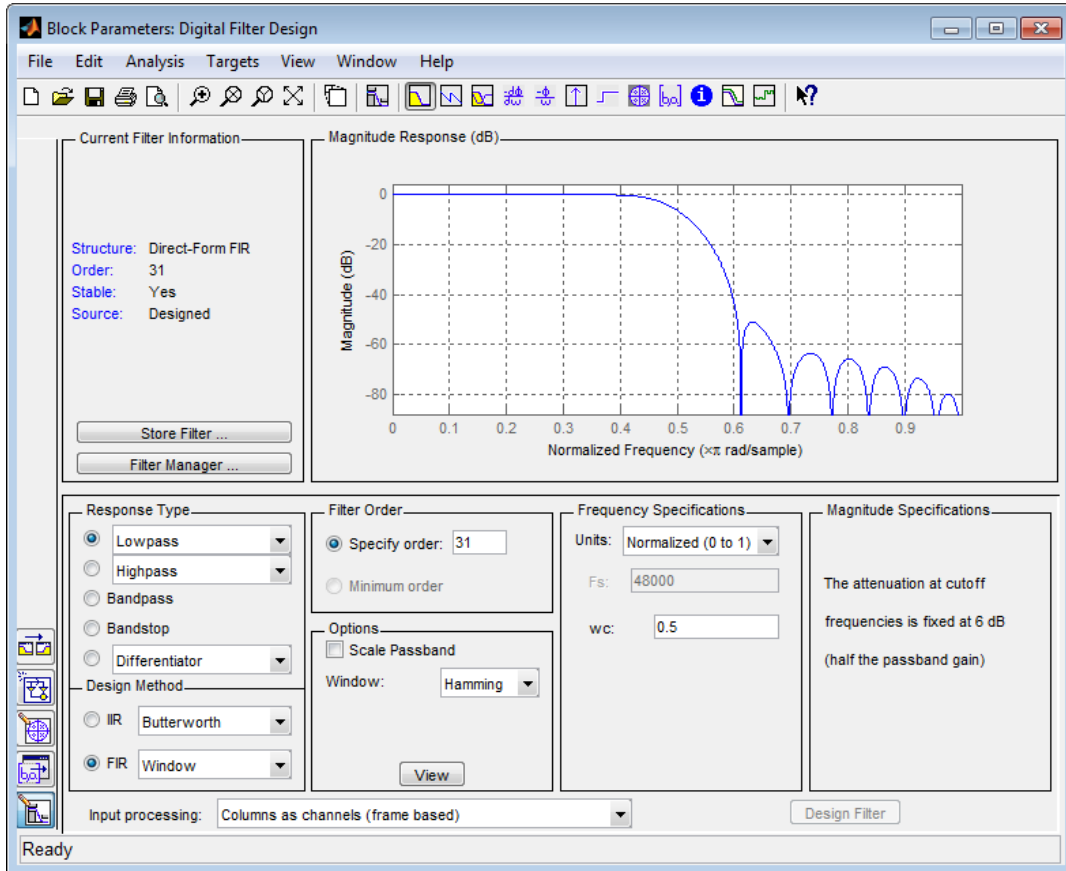 Block Parameters: Digital Filter Design
File Edit Analysis Targets View Window Help
Current Filter Information
Structure: Direct-Form FIR
Order: 31
Stable: Yes
Source: Designed
Store Filter ...
Filter Manager ...
Magnitude Response (dB)
Magnitude (dB)
0
-20
-40
-60
-80
0 0.1 0.2 0.3 0.4 0.5 0.6 0.7 0.8 0.9
Normalized Frequency (×π rad/sample)
Response Type
Lowpass
Highpass
Bandpass
Bandstop
Differentiator
Design Method
IIR Butterworth
FIR Window
Filter Order
Specify order: 31
Minimum order
Options
Scale Passband
Window: Hamming
View
Frequency Specifications
Units: Normalized (0 to 1)
Fs: 48000
wc: 0.5
Magnitude Specifications
The attenuation at cutoff
frequencies is fixed at 6 dB
(half the passband gain)
Input processing: Columns as channels (frame based)
Design Filter
Ready